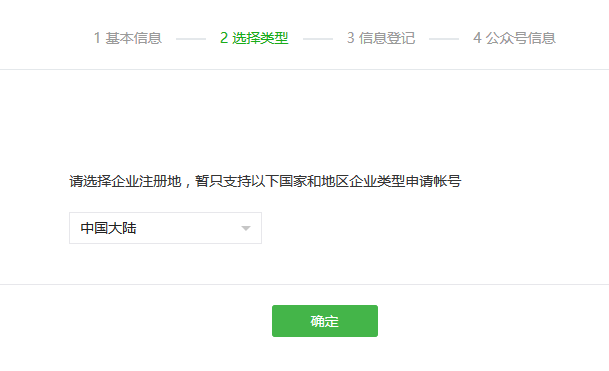 1 基本信息 2 选择类型 3 信息登记 4 公众号信息
请选择企业注册地，暂只支持以下国家和地区企业类型申请帐号
中国大陆
确定